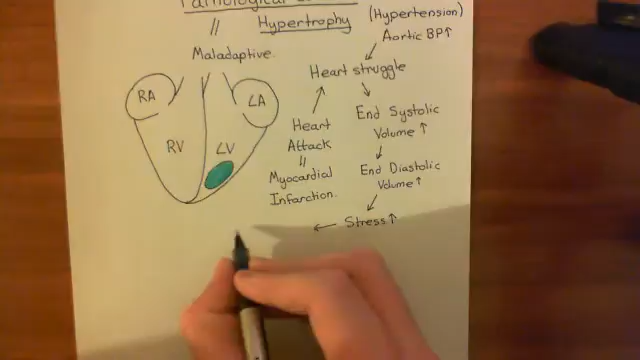 Hypertrophy
(Hypertension)
Aortic BP↑
=
Maladaptive.
Heart struggle
RA
LA
RV
LV
End Systolic
Volume ↑
Heart
Attack
=
Myocardial
Infarction.
End Diastolic
Volume ↑
Stress ↑